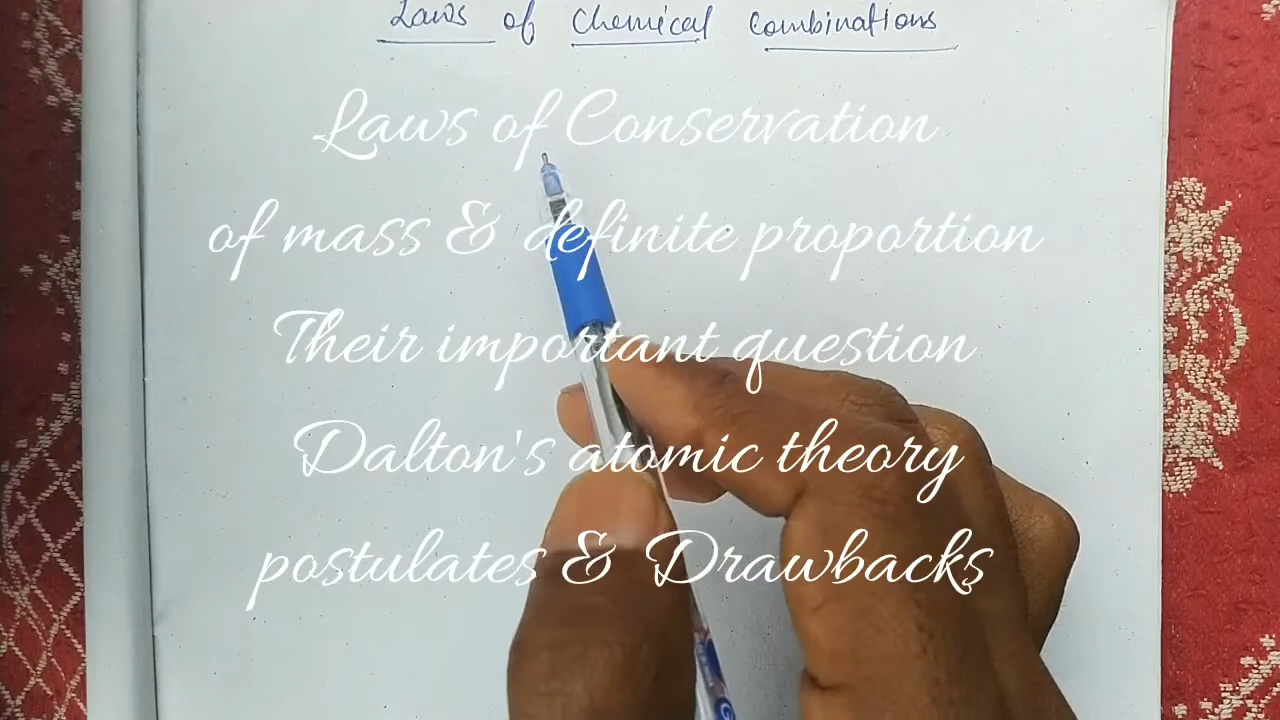 Laws of Chemical Combinations
Laws of Conservation
of mass & definite proportion
Their important question
Dalton's atomic theory
postulates & Drawbacks